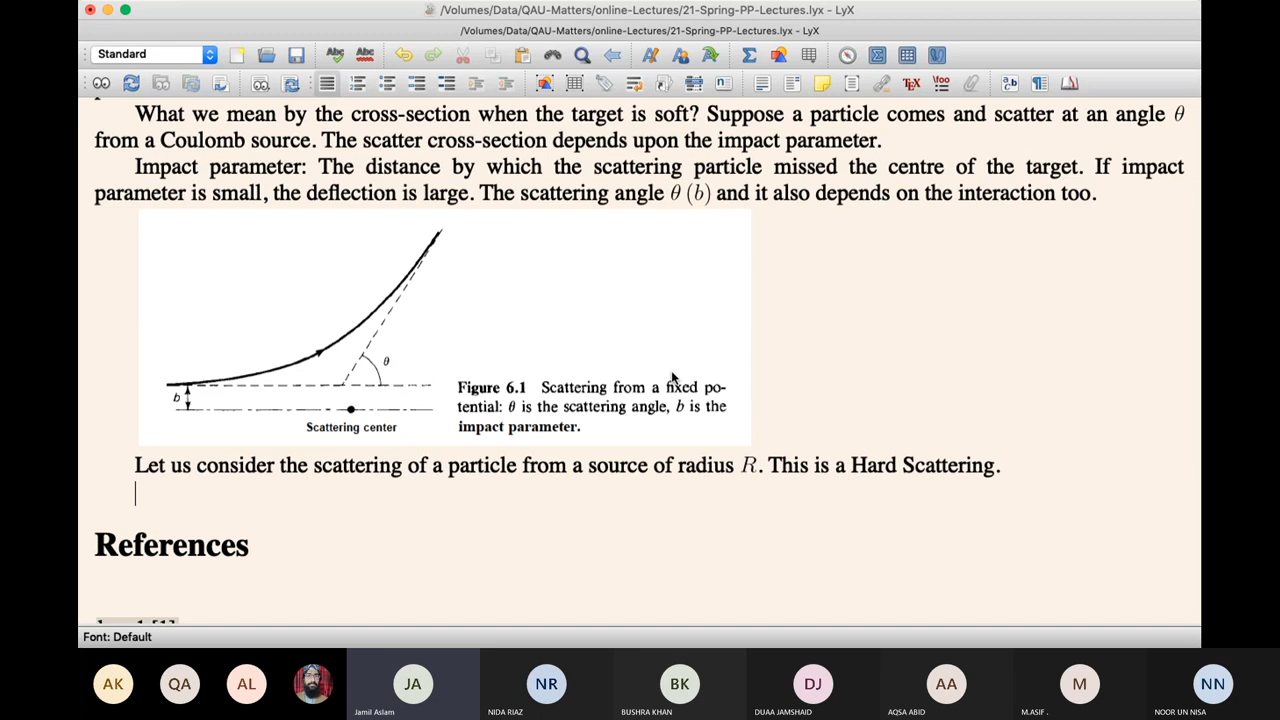 /Volumes/Data/QAU-Matters/online-Lectures/21-Spring-PP-Lectures.lyx - LyX
/Volumes/Data/QAU-Matters/online-Lectures/21-Spring-PP-Lectures.lyx - LyX
Standard
What we mean by the cross-section when the target is soft? Suppose a particle comes and scatter at an angle θ
from a Coulomb source. The scatter cross-section depends upon the impact parameter.
Impact parameter: The distance by which the scattering particle missed the centre of the target. If impact
parameter is small, the deflection is large. The scattering angle θ (b) and it also depends on the interaction too.
θ
b
Scattering center
Figure 6.1 Scattering from a fixed po-
tential: θ is the scattering angle, b is the
impact parameter.
Let us consider the scattering of a particle from a source of radius R. This is a Hard Scattering.
References
Font: Default
AK
QA
AL
JA
NR
BK
DJ
AA
M
NN
Jamil Aslam
NIDA RIAZ
BUSHRA KHAN
DUAA JAMSHAID
AQSA ABID
M.ASIF .
NOOR UN NISA